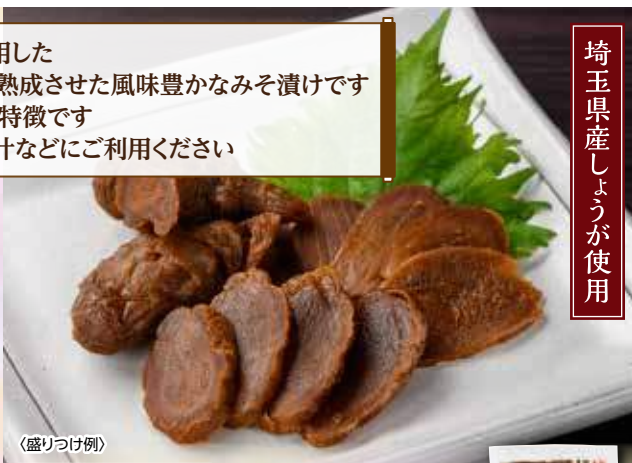 用した
熟成させた風味豊かなみそ漬けです
特徴です
汁などにご利用ください
埼玉県産しょうが使用
〈盛りつけ例〉